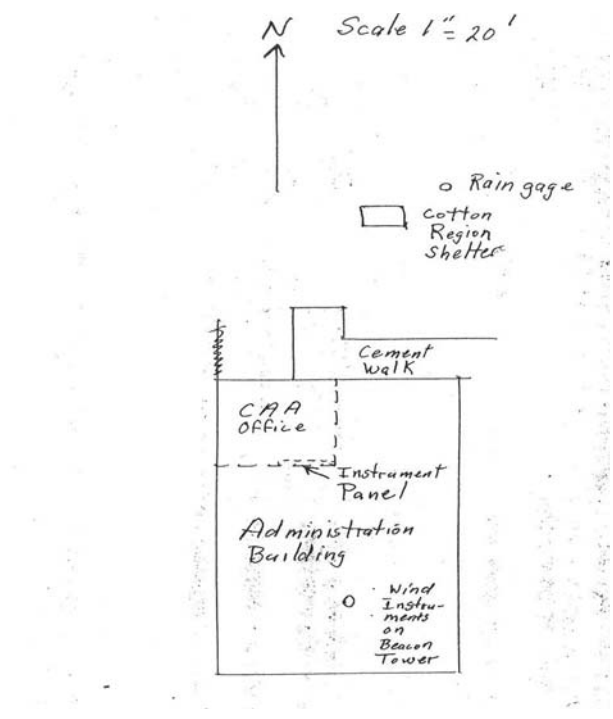 N
Scale 1"= 20'
Rain gage
Cotton
Region
Shelter
Cement
Walk
CAA
Office
Instrument
Panel
Administration
Building
Wind
Instru-
ments
on
Beacon
Tower